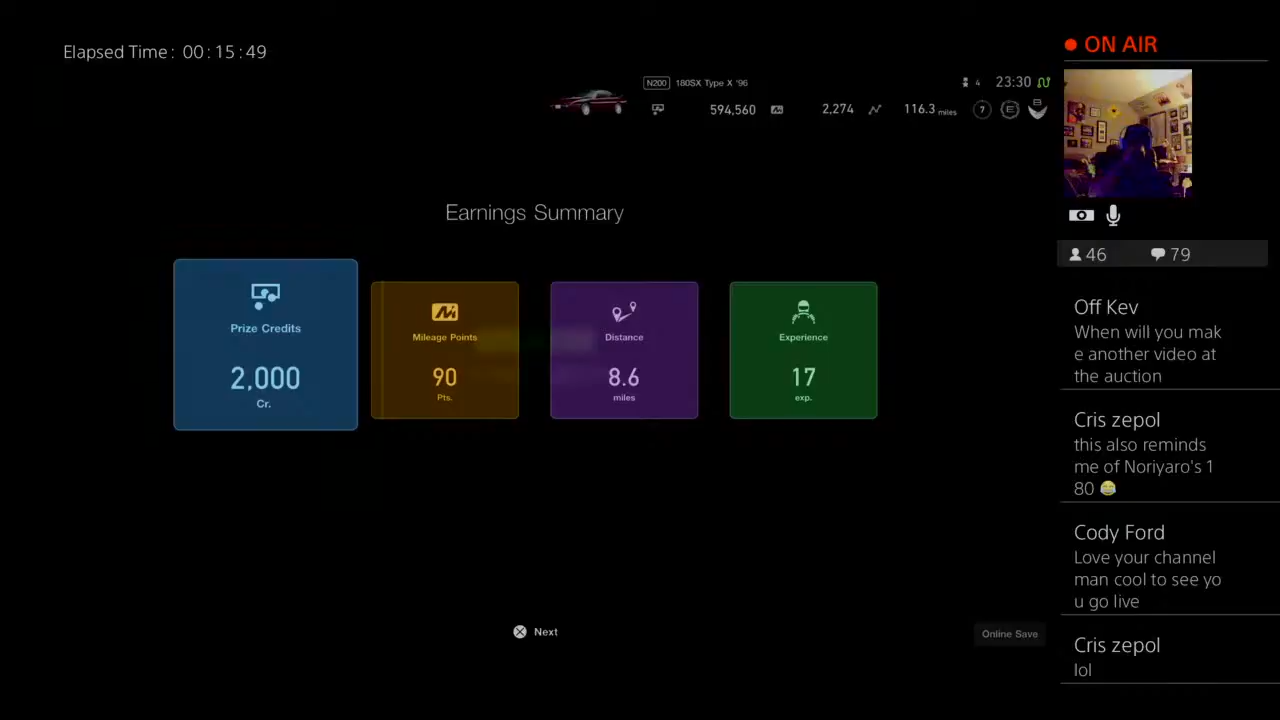 Elapsed Time: 00:15:49
ON AIR
N200 180SX Type X '96
4 23:30
594,560 2,274 116.3 miles 7 E B
Earnings Summary
46 79
Prize Credits
2,000
Cr.
Mileage Points
90
Pts.
Distance
8.6
miles
Experience
17
exp.
Off Kev
When will you mak
e another video at
the auction
Cris zepol
this also reminds
me of Noriyaro's 1
80 😂
Cody Ford
Love your channel
man cool to see yo
u go live
Cris zepol
lol
Next
Online Save